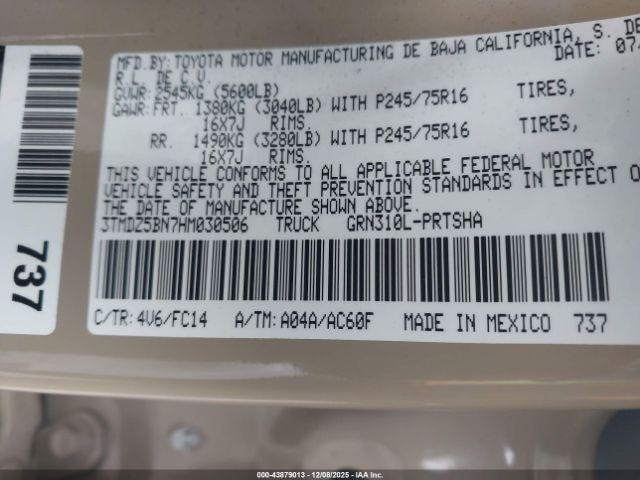 MFD.BY: TOYOTA MOTOR MANUFACTURING DE BAJA CALIFORNIA, S. DE
R.L. DE C.V. DATE: 07
GVWR: 2545KG (5600LB)
GAWR: FRT. 1380KG (3040LB) WITH P245/75R16 TIRES,
16X7J RIMS.
RR. 1490KG (3280LB) WITH P245/75R16 TIRES,
16X7J RIMS.
THIS VEHICLE CONFORMS TO ALL APPLICABLE FEDERAL MOTOR
VEHICLE SAFETY AND THEFT PREVENTION STANDARDS IN EFFECT O
THE DATE OF MANUFACTURE SHOWN ABOVE.
3TMDZ5BN7HM030506 TRUCK GRN310L-PRTSHA
C/TR: 4V6/FC14 A/TM: A04A/AC60F MADE IN MEXICO 737
737
000-43879013 - 12/08/2025 - IAAI.COM